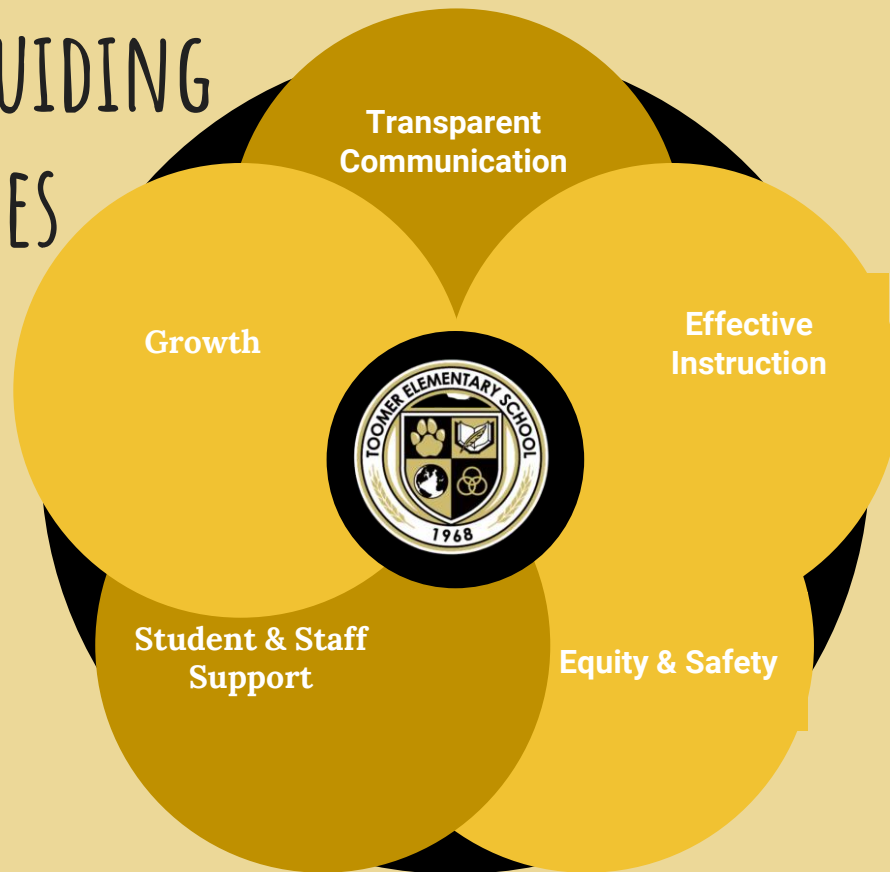 UIDING
ES
Transparent
Communication
Growth
Effective
Instruction
TOOMER ELEMENTARY SCHOOL
1968
Student & Staff
Support
Equity & Safety